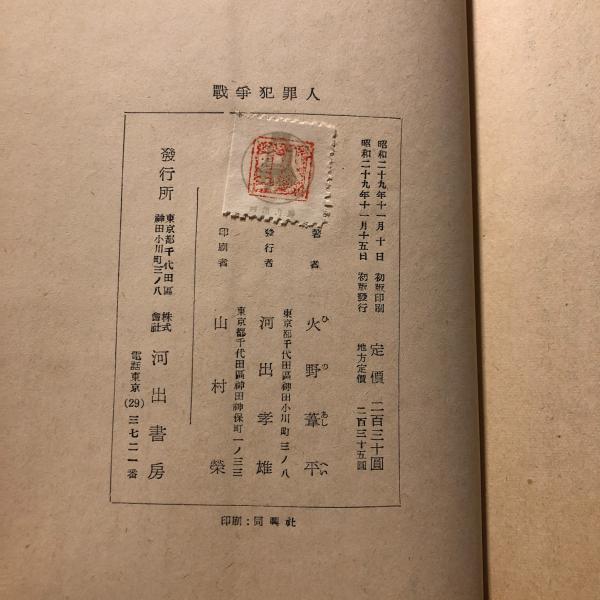 戰爭犯罪人
昭和二十九年十一月十日 初版印刷
昭和二十九年十一月十五日 初版發行
定價 二百三十圓
地方定價 二百三十五圓
著者 火野葦平
ひのあしへい
東京都千代田區神田小川町三ノ八
發行者 河出孝雄
東京都千代田區神田神保町一ノ三三
印刷者 山村榮
發行所
東京都千代田區
神田小川町三ノ八
株式會社 河出書房
電話東京(29)三七二一番
印刷:同興社